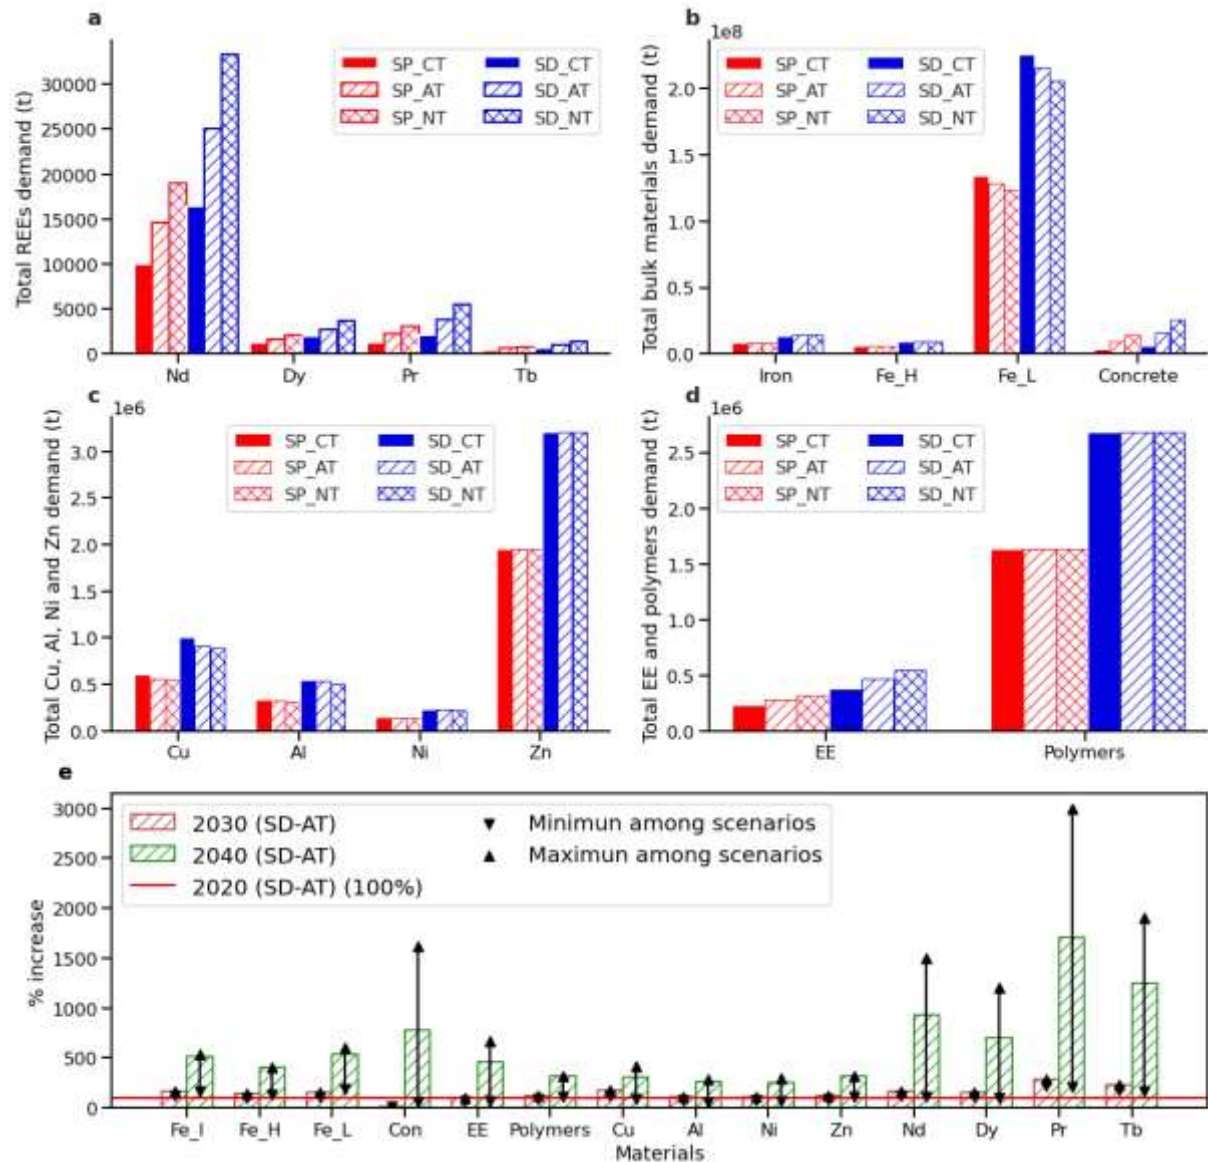 a
Total REEs demand (t)
30000
25000
20000
15000
10000
5000
0
SP_CT SD_CT
SP_AT SD_AT
SP_NT SD_NT
Nd Dy Pr Tb
b
1e8
Total bulk materials demand (t)
2.0
1.5
1.0
0.5
0.0
SP_CT SD_CT
SP_AT SD_AT
SP_NT SD_NT
Iron Fe_H Fe_L Concrete
c
1e6
Total Cu, Al, Ni and Zn demand (t)
3.0
2.5
2.0
1.5
1.0
0.5
0.0
SP_CT SD_CT
SP_AT SD_AT
SP_NT SD_NT
Cu Al Ni Zn
d
1e6
Total EE and polymers demand (t)
2.5
2.0
1.5
1.0
0.5
0.0
SP_CT SD_CT
SP_AT SD_AT
SP_NT SD_NT
EE Polymers
e
% increase
3000
2500
2000
1500
1000
500
0
2030 (SD-AT) Minimun among scenarios
2040 (SD-AT) Maximun among scenarios
2020 (SD-AT) (100%)
Fe_I Fe_H Fe_L Con EE Polymers Cu Al Ni Zn Nd Dy Pr Tb
Materials